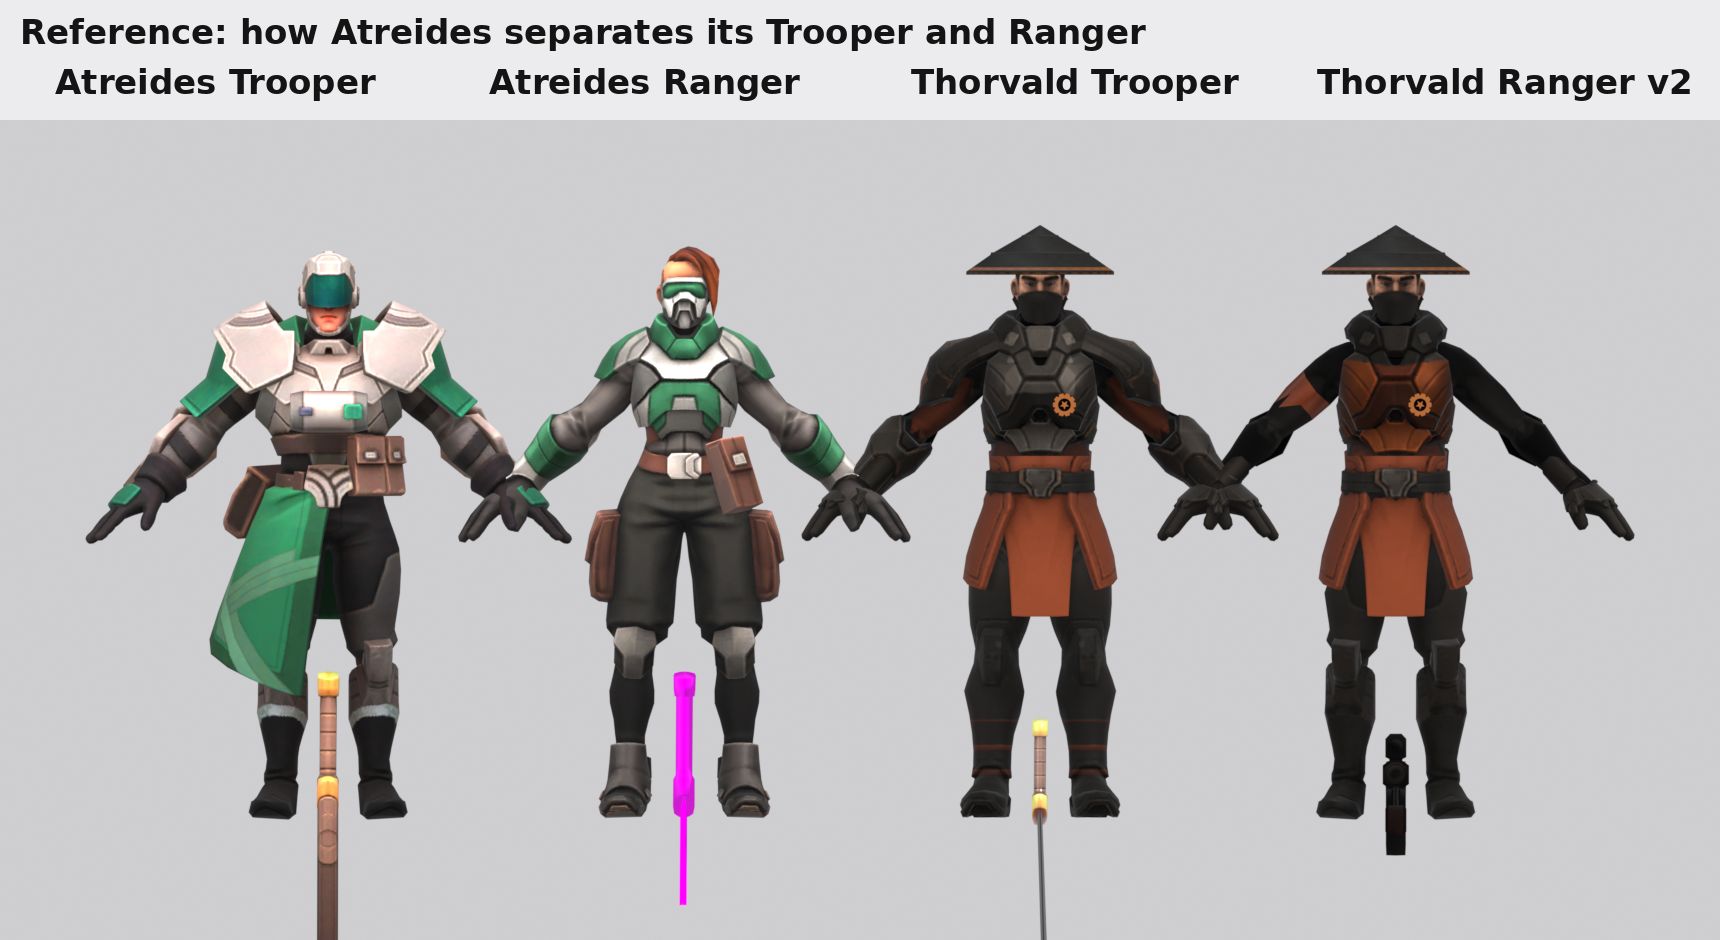 Reference: how Atreides separates its Trooper and Ranger
Atreides Trooper Atreides Ranger Thorvald Trooper Thorvald Ranger v2